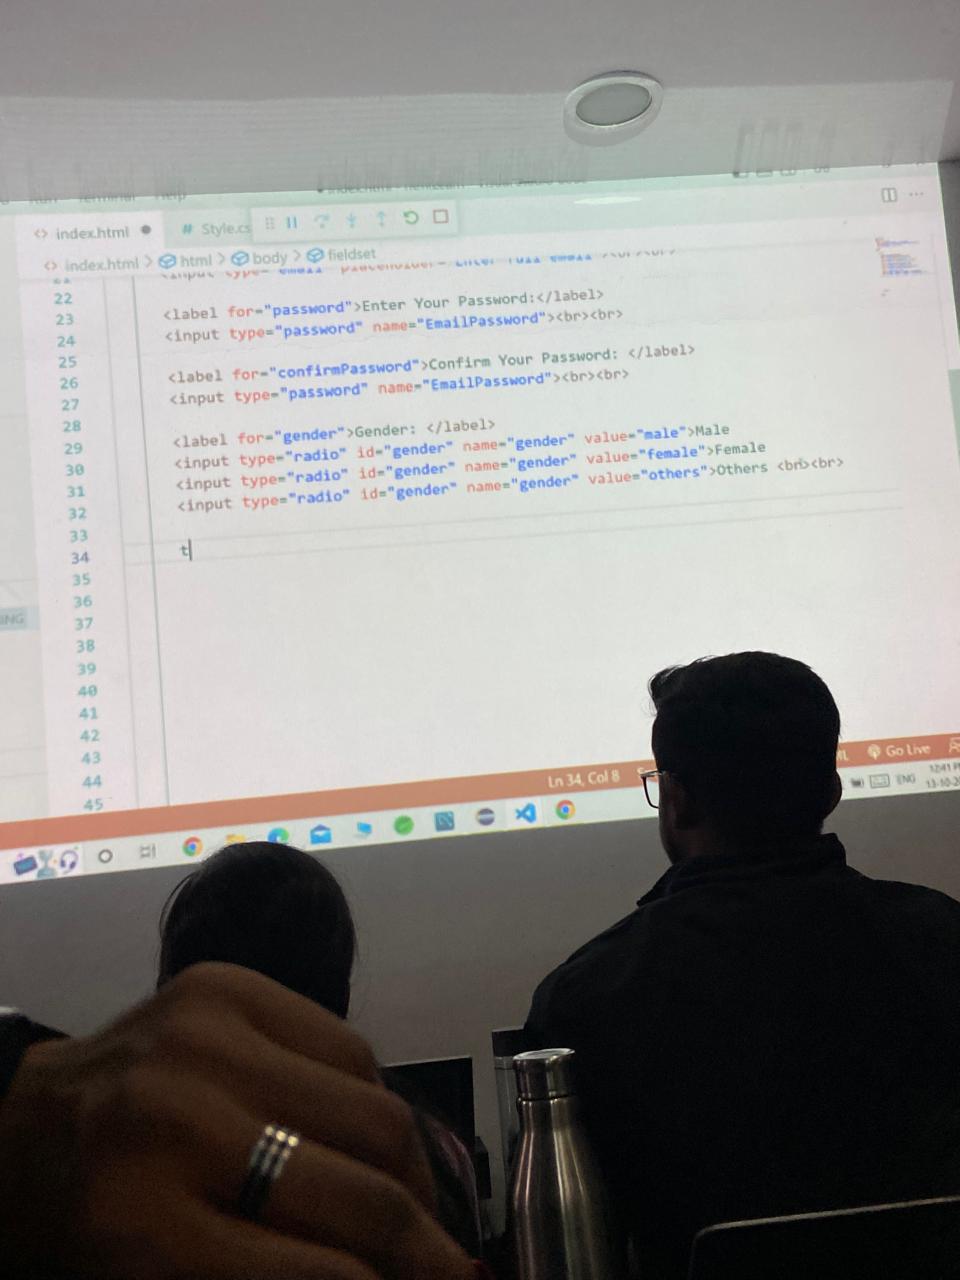 Run Terminal Help
index.html Style.cs
index.html > html > body > fieldset
22
23 <label for="password">Enter Your Password:</label>
24 <input type="password" name="EmailPassword"><br><br>
25
26 <label for="confirmPassword">Confirm Your Password: </label>
27 <input type="password" name="EmailPassword"><br><br>
28
29 <label for="gender">Gender: </label>
30 <input type="radio" id="gender" name="gender" value="male">Male
31 <input type="radio" id="gender" name="gender" value="female">Female
32 <input type="radio" id="gender" name="gender" value="others">Others <br><br>
33
34 t
35
36
37
38
39
40
41
42
43
44
45
ING
Ln 34, Col 8 Go Live
ENG 12:41
13-10-20